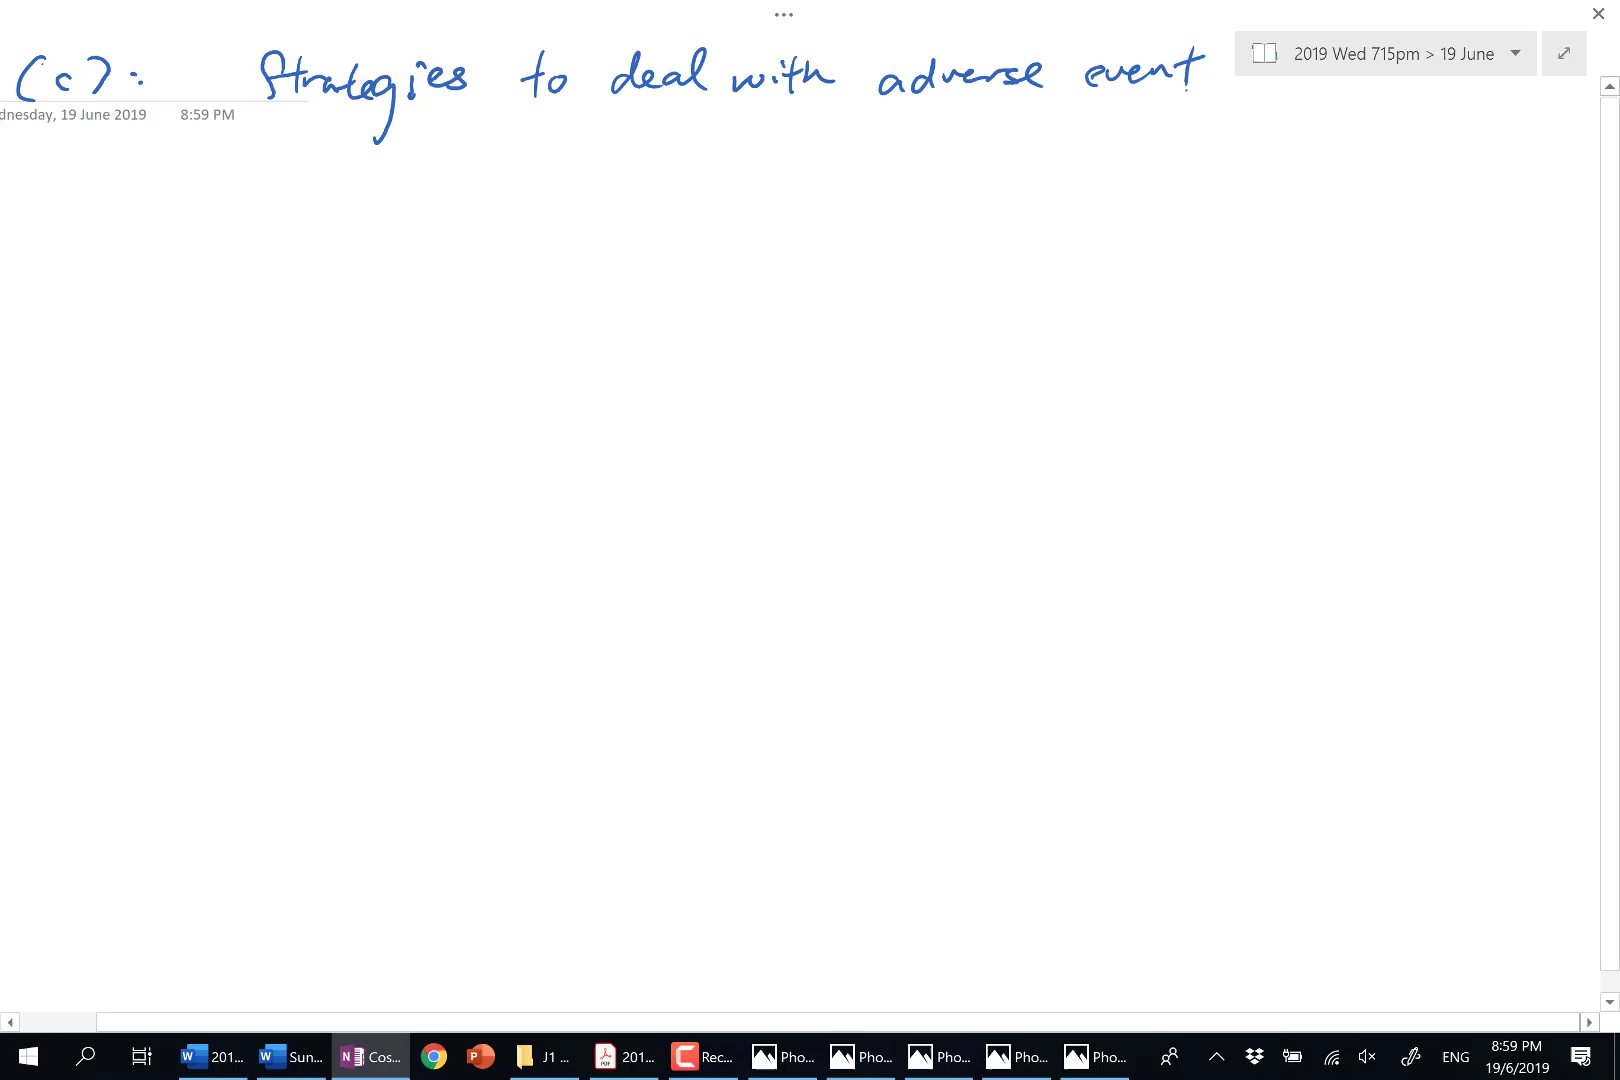 (c): Strategies to deal with adverse event
2019 Wed 715pm > 19 June
dnesday, 19 June 2019 8:59 PM
201... Sun... Cos... J1 ... 201... Rec... Pho... Pho... Pho... Pho... Pho... ENG 8:59 PM
19/6/2019